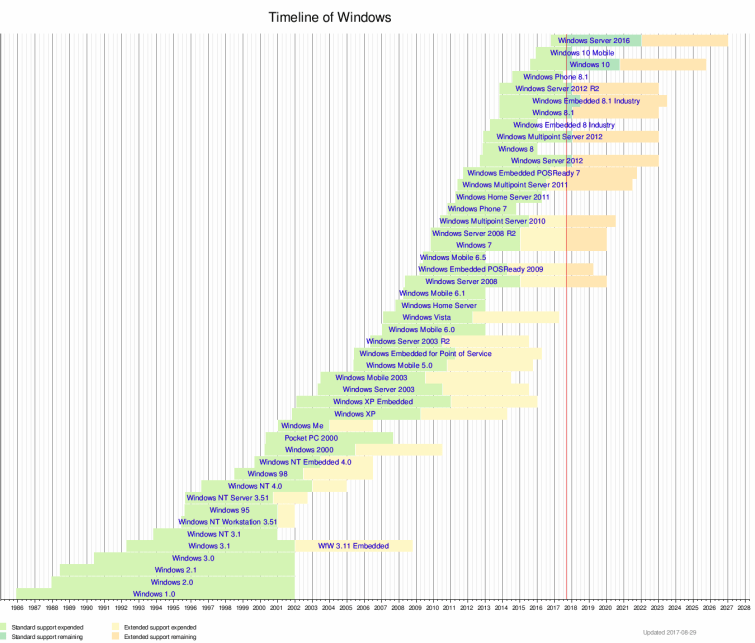 Timeline of Windows
Windows Server 2016
Windows 10 Mobile
Windows 10
Windows Phone 8.1
Windows Server 2012 R2
Windows Embedded 8.1 Industry
Windows 8.1
Windows Embedded 8 Industry
Windows Multipoint Server 2012
Windows 8
Windows Server 2012
Windows Embedded POSReady 7
Windows Multipoint Server 2011
Windows Home Server 2011
Windows Phone 7
Windows Multipoint Server 2010
Windows Server 2008 R2
Windows 7
Windows Mobile 6.5
Windows Embedded POSReady 2009
Windows Server 2008
Windows Mobile 6.1
Windows Home Server
Windows Vista
Windows Mobile 6.0
Windows Server 2003 R2
Windows Embedded for Point of Service
Windows Mobile 5.0
Windows Mobile 2003
Windows Server 2003
Windows XP Embedded
Windows XP
Windows Me
Pocket PC 2000
Windows 2000
Windows NT Embedded 4.0
Windows 98
Windows NT 4.0
Windows NT Server 3.51
Windows 95
Windows NT Workstation 3.51
Windows NT 3.1
Windows 3.1 WfW 3.11 Embedded
Windows 3.0
Windows 2.1
Windows 2.0
Windows 1.0
1986 1987 1988 1989 1990 1991 1992 1993 1994 1995 1996 1997 1998 1999 2000 2001 2002 2003 2004 2005 2006 2007 2008 2009 2010 2011 2012 2013 2014 2015 2016 2017 2018 2019 2020 2021 2022 2023 2024 2025 2026 2027 2028
Standard support expended Extended support expended
Standard support remaining Extended support remaining
Updated 2017-08-29